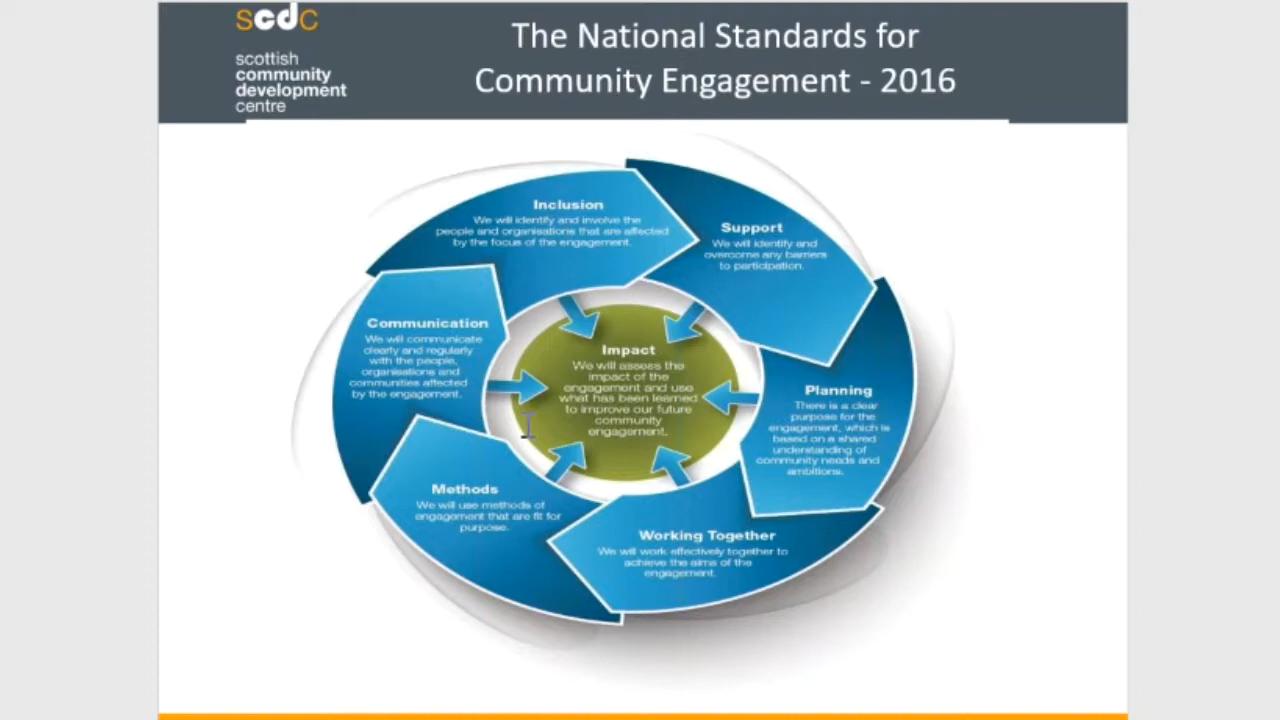 scdc
scottish
community
development
centre
The National Standards for
Community Engagement - 2016
Inclusion
We will identify and involve the
people and organisations that are affected
by the focus of the engagement.
Support
We will identify and
overcome any barriers
to participation.
Planning
There is a clear
purpose for the
engagement, which is
based on a shared
understanding of
community needs and
ambitions.
Working Together
We will work effectively together to
achieve the aims of the
engagement.
Methods
We will use methods of
engagement that are fit for
purpose.
Communication
We will communicate
clearly and regularly
with the people,
organisations and
communities affected
by the engagement.
Impact
We will assess the
impact of the
engagement and use
what has been learned
to improve our future
community
engagement.